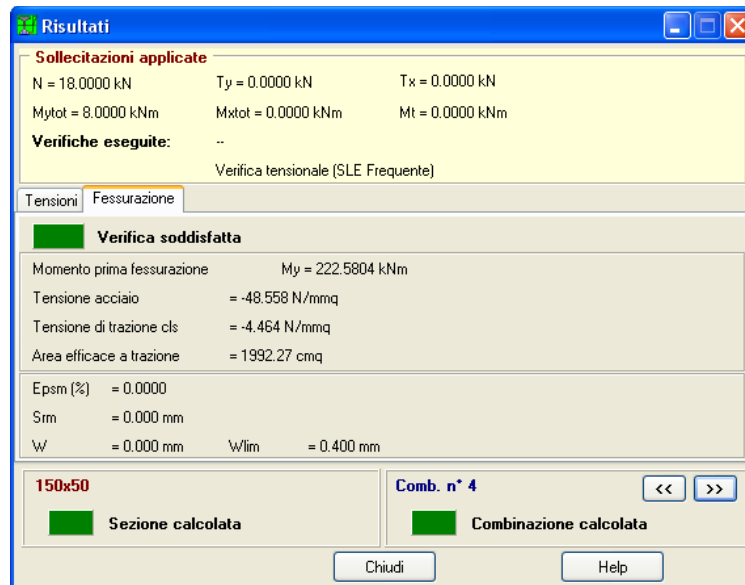 Risultati
Sollecitazioni applicate
N = 18.0000 kN Ty = 0.0000 kN Tx = 0.0000 kN
Mytot = 8.0000 kNm Mxtot = 0.0000 kNm Mt = 0.0000 kNm
Verifiche eseguite: --
Verifica tensionale (SLE Frequente)
Tensioni Fessurazione
Verifica soddisfatta
Momento prima fessurazione My = 222.5804 kNm
Tensione acciaio = -48.558 N/mmq
Tensione di trazione cls = -4.464 N/mmq
Area efficace a trazione = 1992.27 cmq
Epsm (%) = 0.0000
Srm = 0.000 mm
W = 0.000 mm Wlim = 0.400 mm
150x50 Comb. n° 4 << >>
Sezione calcolata Combinazione calcolata
Chiudi Help